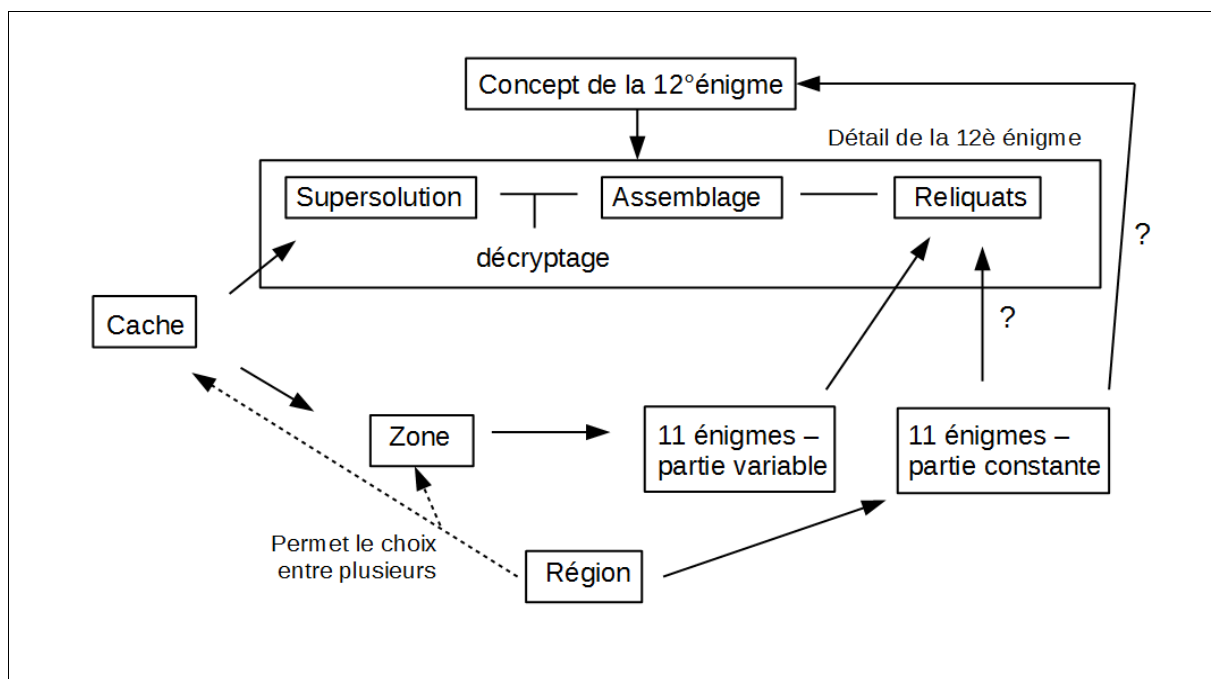 Concept de la 12°énigme
Détail de la 12è énigme
Supersolution
Assemblage
Reliquats
décryptage
?
Cache
?
Zone
11 énigmes –
partie variable
11 énigmes –
partie constante
Permet le choix
entre plusieurs
Région